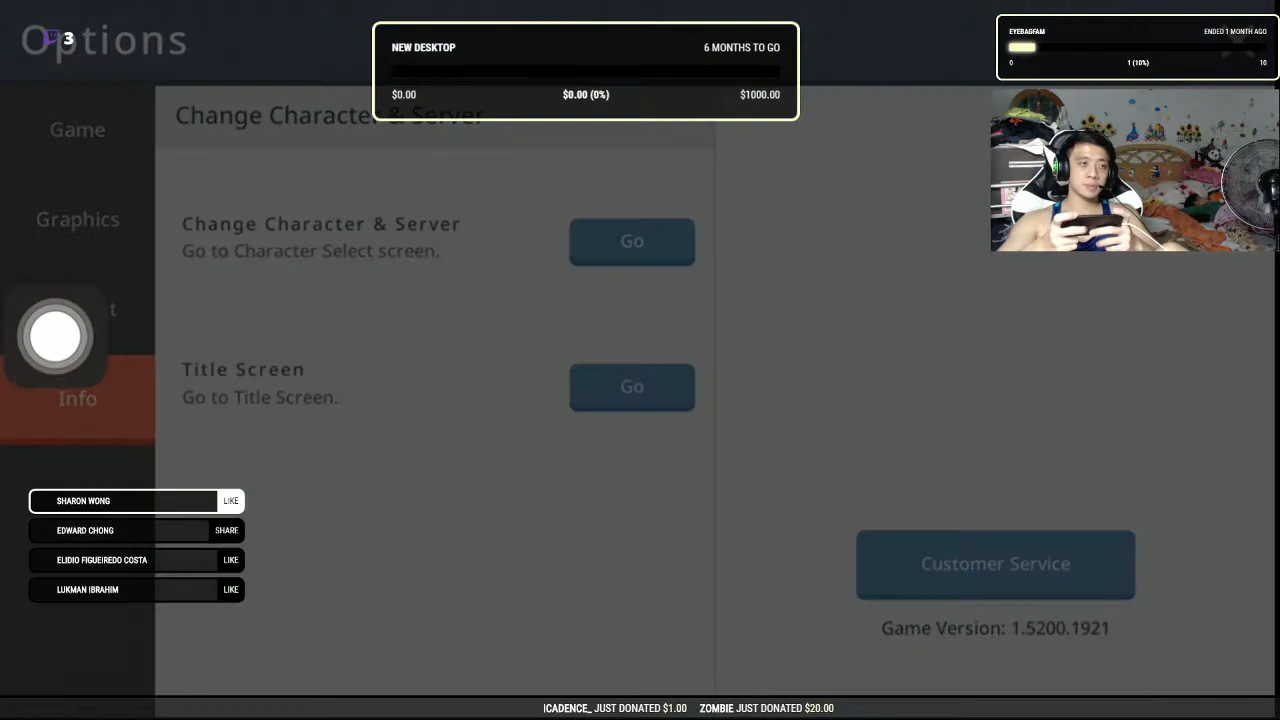 Options
3
NEW DESKTOP 6 MONTHS TO GO
$0.00 $0.00 (0%) $1000.00
EYEBAGFAM ENDED 1 MONTH AGO
0 1 (10%) 10
Game
Graphics
t
Info
Change Character & Server
Change Character & Server
Go to Character Select screen.
Go
Title Screen
Go to Title Screen.
Go
SHARON WONG LIKE
EDWARD CHONG SHARE
ELIDIO FIGUEIREDO COSTA LIKE
LUKMAN IBRAHIM LIKE
Customer Service
Game Version: 1.5200.1921
ICADENCE_ JUST DONATED $1.00 ZOMBIE JUST DONATED $20.00